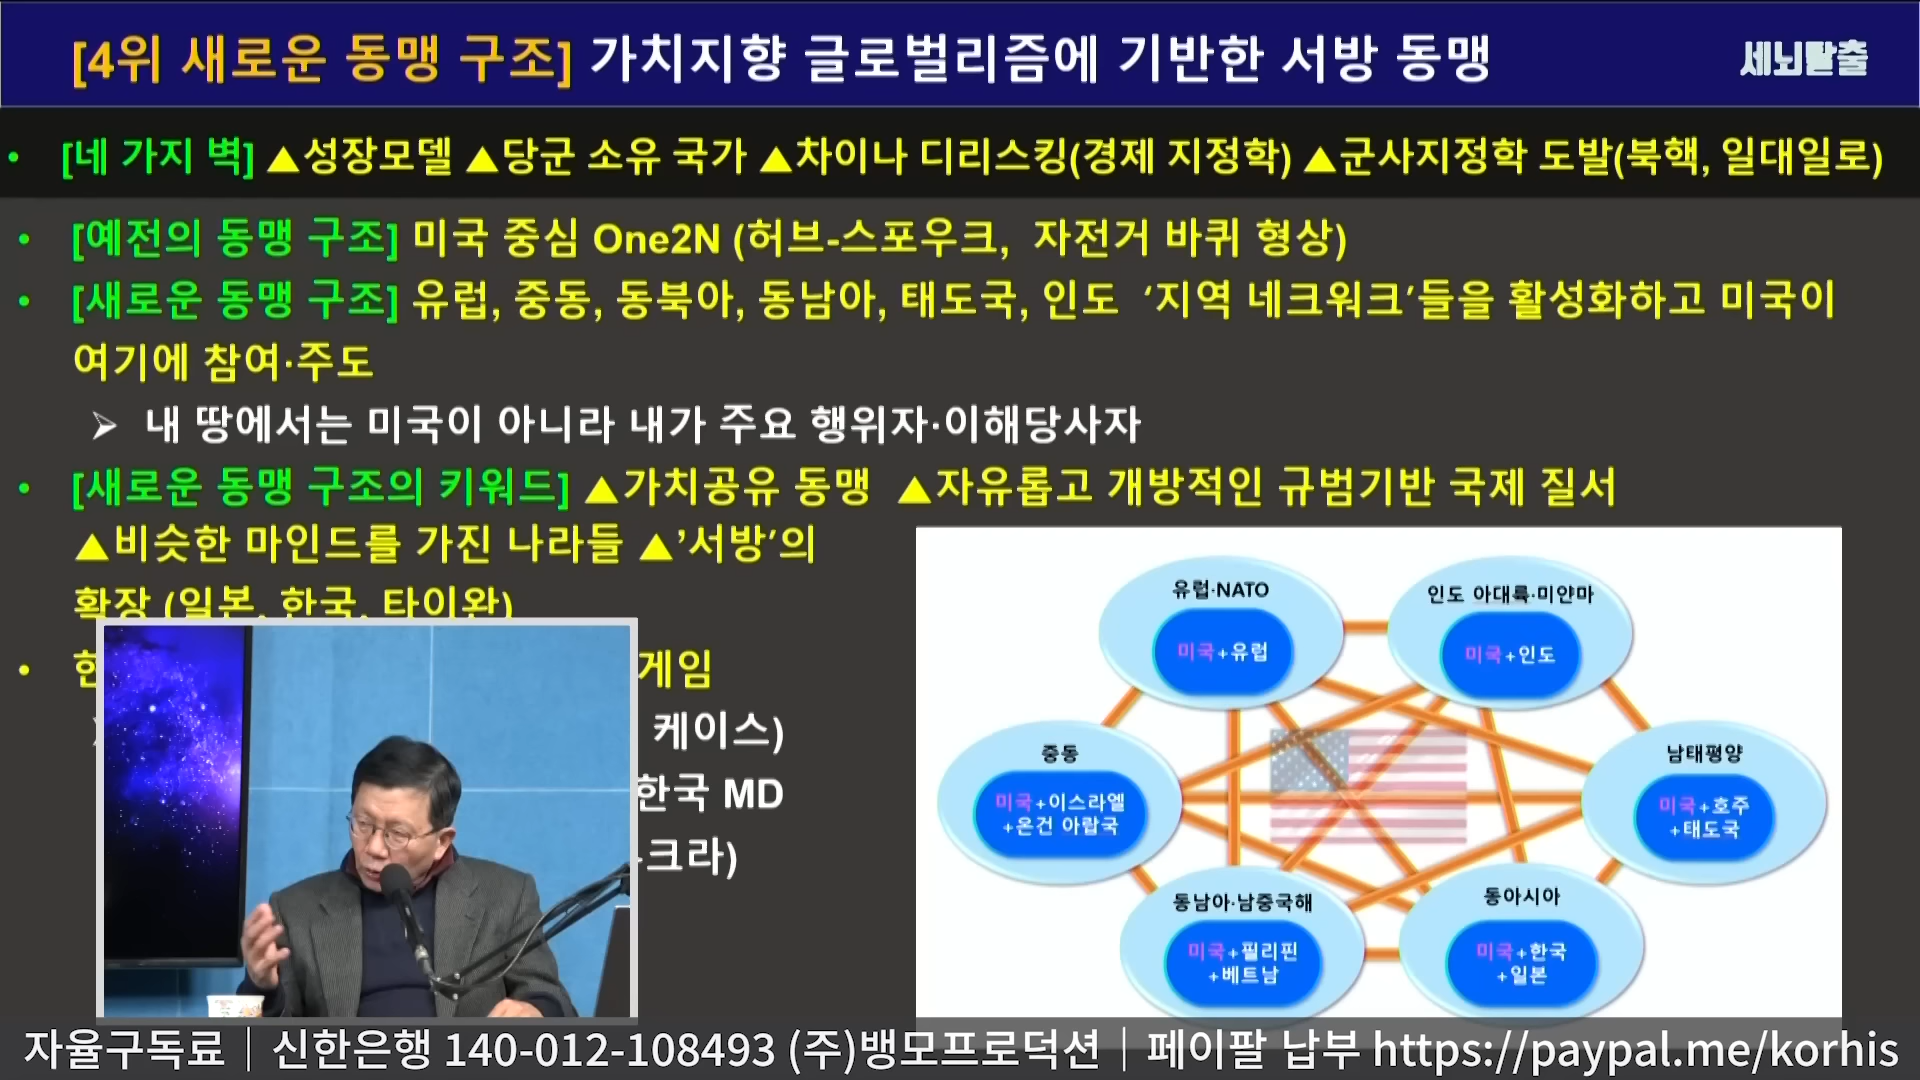 [4위 새로운 동맹 구조] 가치지향 글로벌리즘에 기반한 서방 동맹
세뇌탈출
• [네 가지 벽] ▲성장모델 ▲당군 소유 국가 ▲차이나 디리스킹(경제 지정학) ▲군사지정학 도발(북핵, 일대일로)
• [예전의 동맹 구조] 미국 중심 One2N (허브-스포우크, 자전거 바퀴 형상)
• [새로운 동맹 구조] 유럽, 중동, 동북아, 동남아, 태도국, 인도 ‘지역 네크워크’들을 활성화하고 미국이
여기에 참여·주도
➢ 내 땅에서는 미국이 아니라 내가 주요 행위자·이해당사자
• [새로운 동맹 구조의 키워드] ▲가치공유 동맹 ▲자유롭고 개방적인 규범기반 국제 질서
▲비슷한 마인드를 가진 나라들 ▲’서방’의
확장 (일본, 한국, 타이완)
게임
케이스)
한국 MD
크라)
유럽·NATO
미국+유럽
인도 아대륙·미얀마
미국+인도
중동
미국+이스라엘
+온건 아랍국
남태평양
미국+호주
+태도국
동남아·남중국해
미국+필리핀
+베트남
동아시아
미국+한국
+일본
자율구독료｜신한은행 140-012-108493 (주)뱅모프로덕션｜페이팔 납부 https://paypal.me/korhis